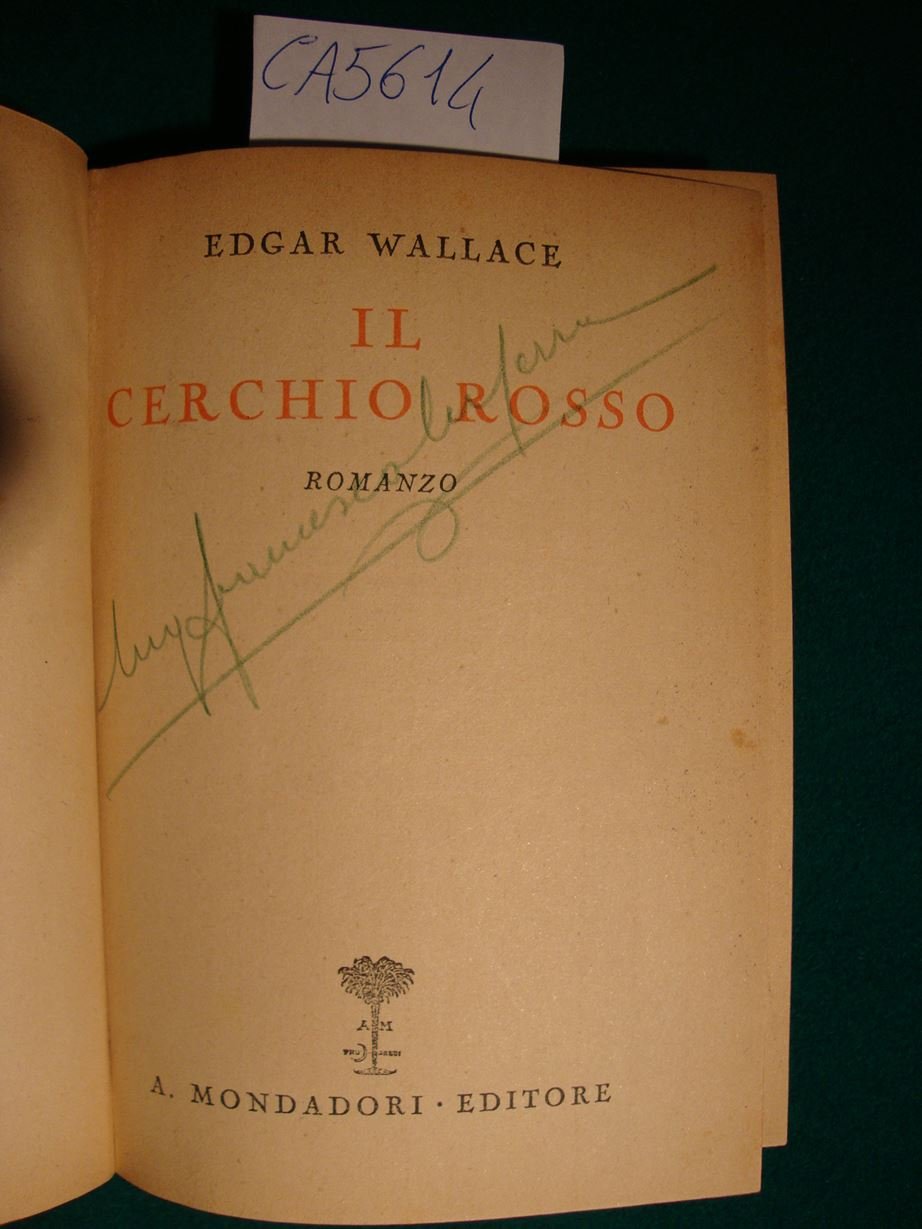 CA5614
EDGAR WALLACE
IL
CERCHIO ROSSO
ROMANZO
A M
A. MONDADORI · EDITORE